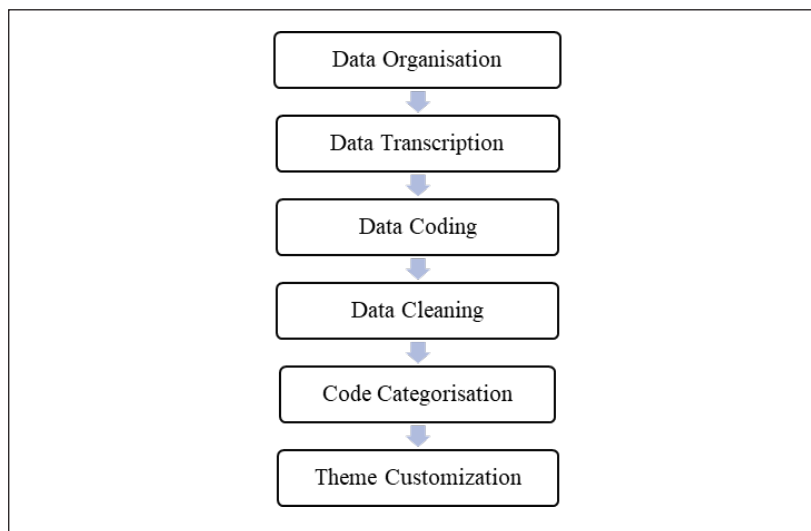 Data Organisation
Data Transcription
Data Coding
Data Cleaning
Code Categorisation
Theme Customization